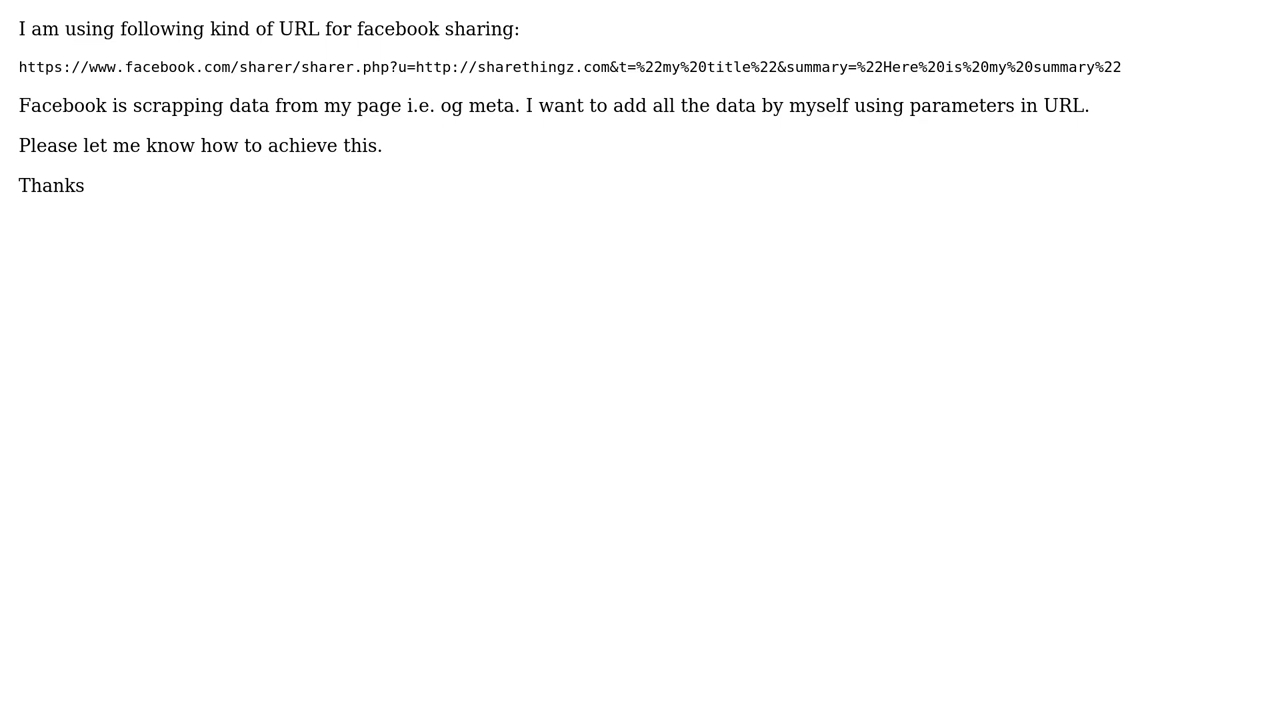 I am using following kind of URL for facebook sharing:
https://www.facebook.com/sharer/sharer.php?u=http://sharethingz.com&t=%22my%20title%22&summary=%22Here%20is%20my%20summary%22
Facebook is scrapping data from my page i.e. og meta. I want to add all the data by myself using parameters in URL.
Please let me know how to achieve this.
Thanks